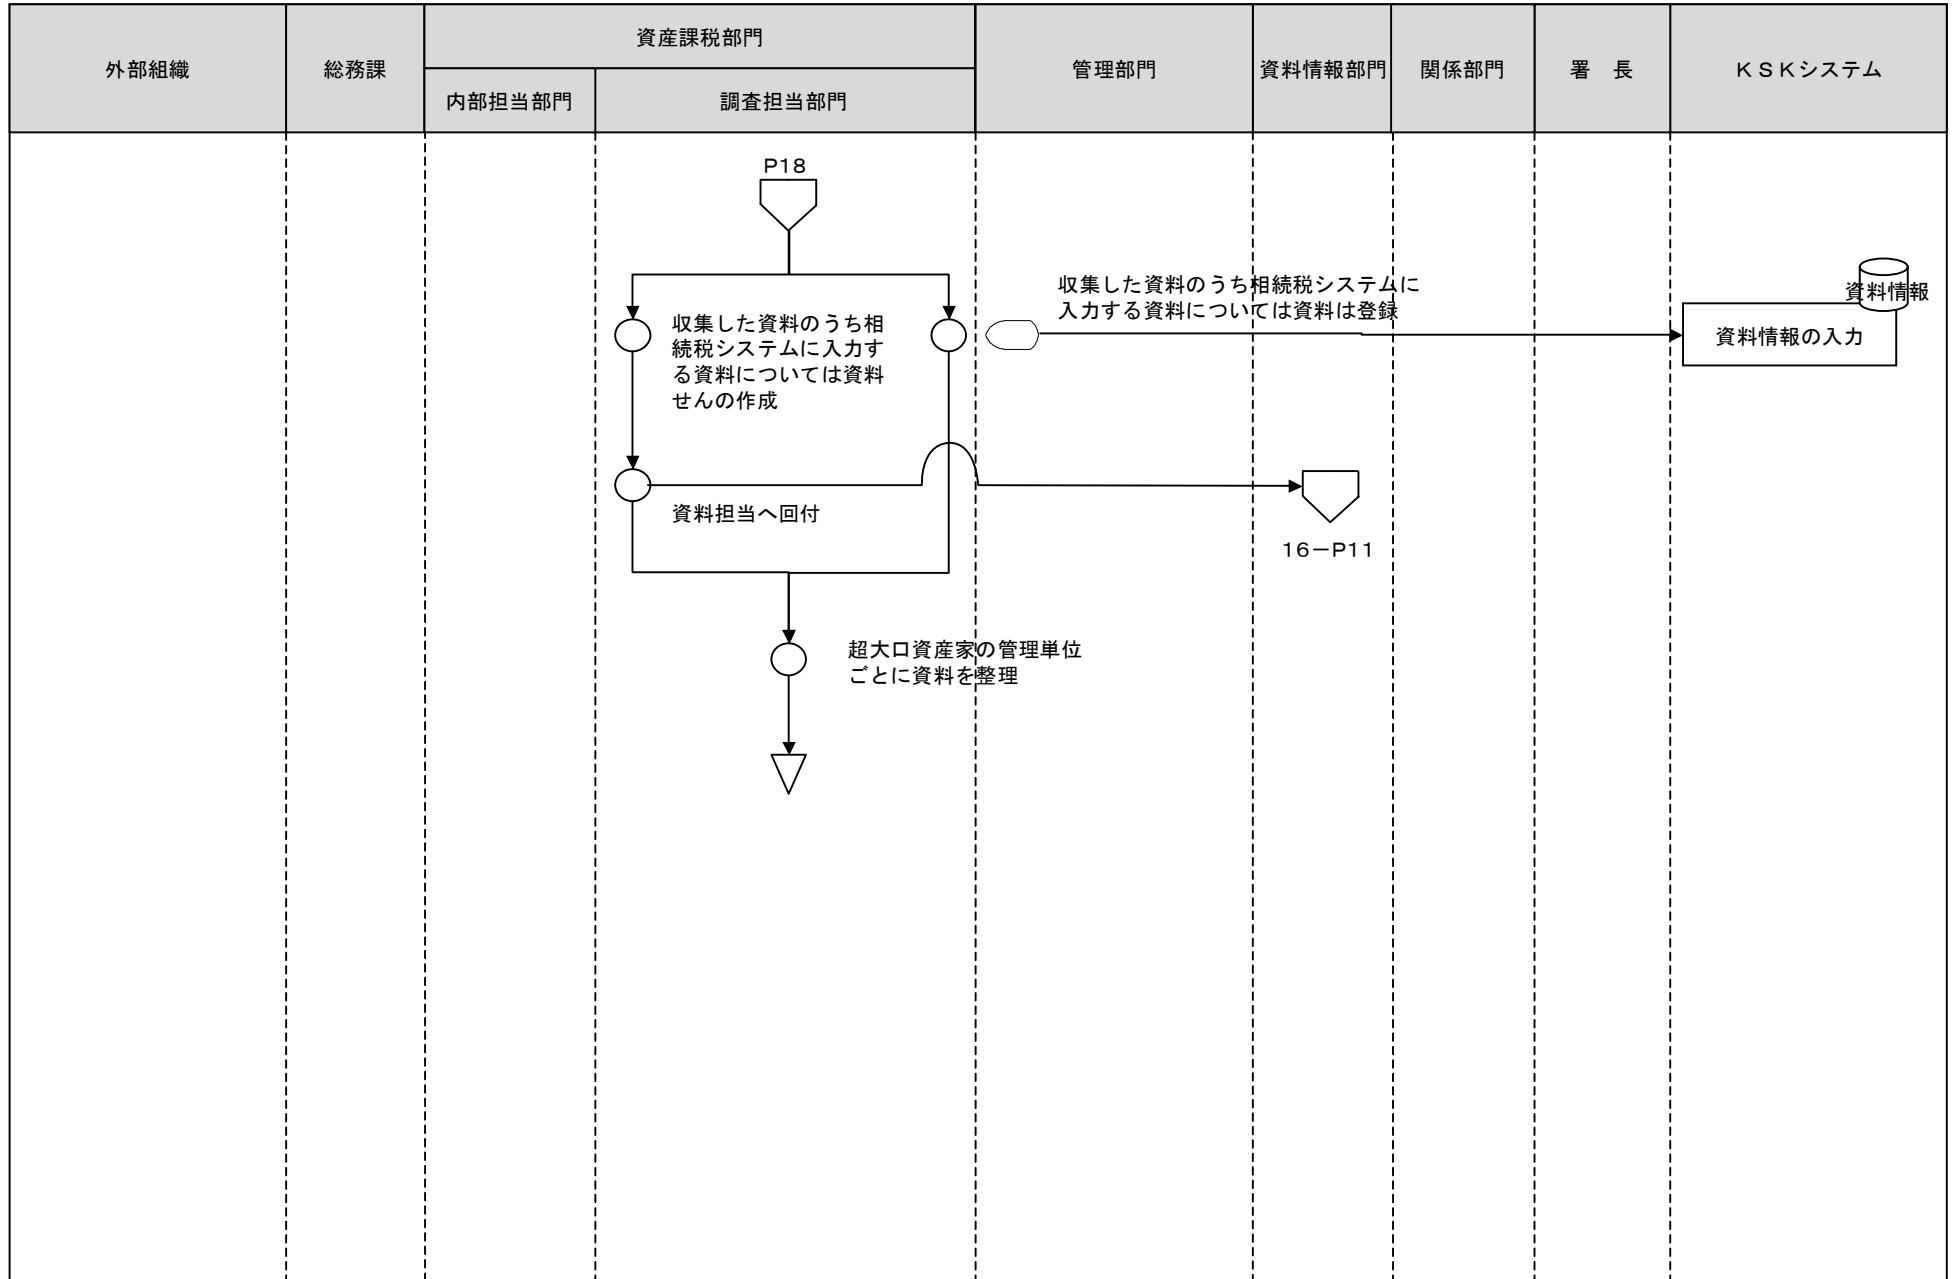 外部組織
総務課
資産課税部門
内部担当部門
調査担当部門
管理部門
資料情報部門
関係部門
署　長
ＫＳＫシステム
P18
収集した資料のうち相続税システムに
入力する資料については資料は登録
資料情報
資料情報の入力
収集した資料のうち相
続税システムに入力す
る資料については資料
せんの作成
資料担当へ回付
16－P11
超大口資産家の管理単位
ごとに資料を整理